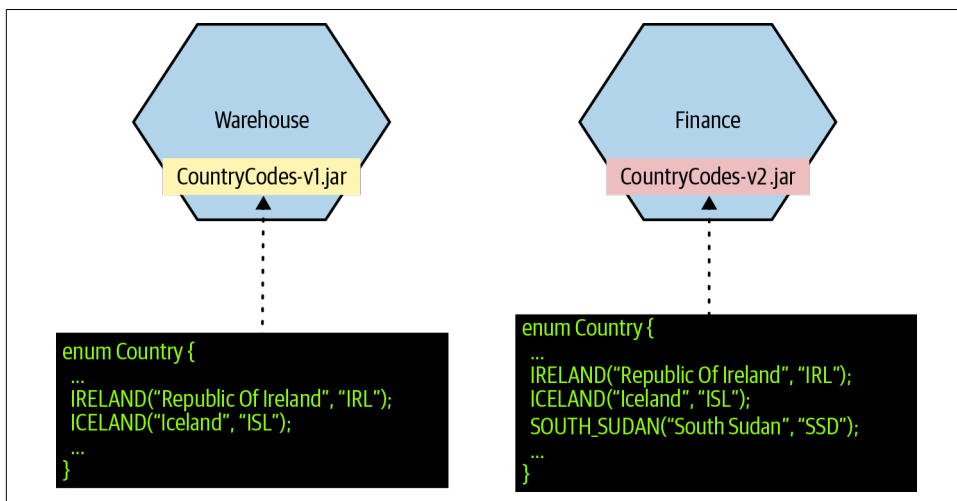 Warehouse
CountryCodes-v1.jar
enum Country {
...
IRELAND(“Republic Of Ireland”, “IRL”);
ICELAND(“Iceland”, “ISL”);
...
}
Finance
CountryCodes-v2.jar
enum Country {
...
IRELAND(“Republic Of Ireland”, “IRL”);
ICELAND(“Iceland”, “ISL”);
SOUTH_SUDAN(“South Sudan”, “SSD”);
...
}